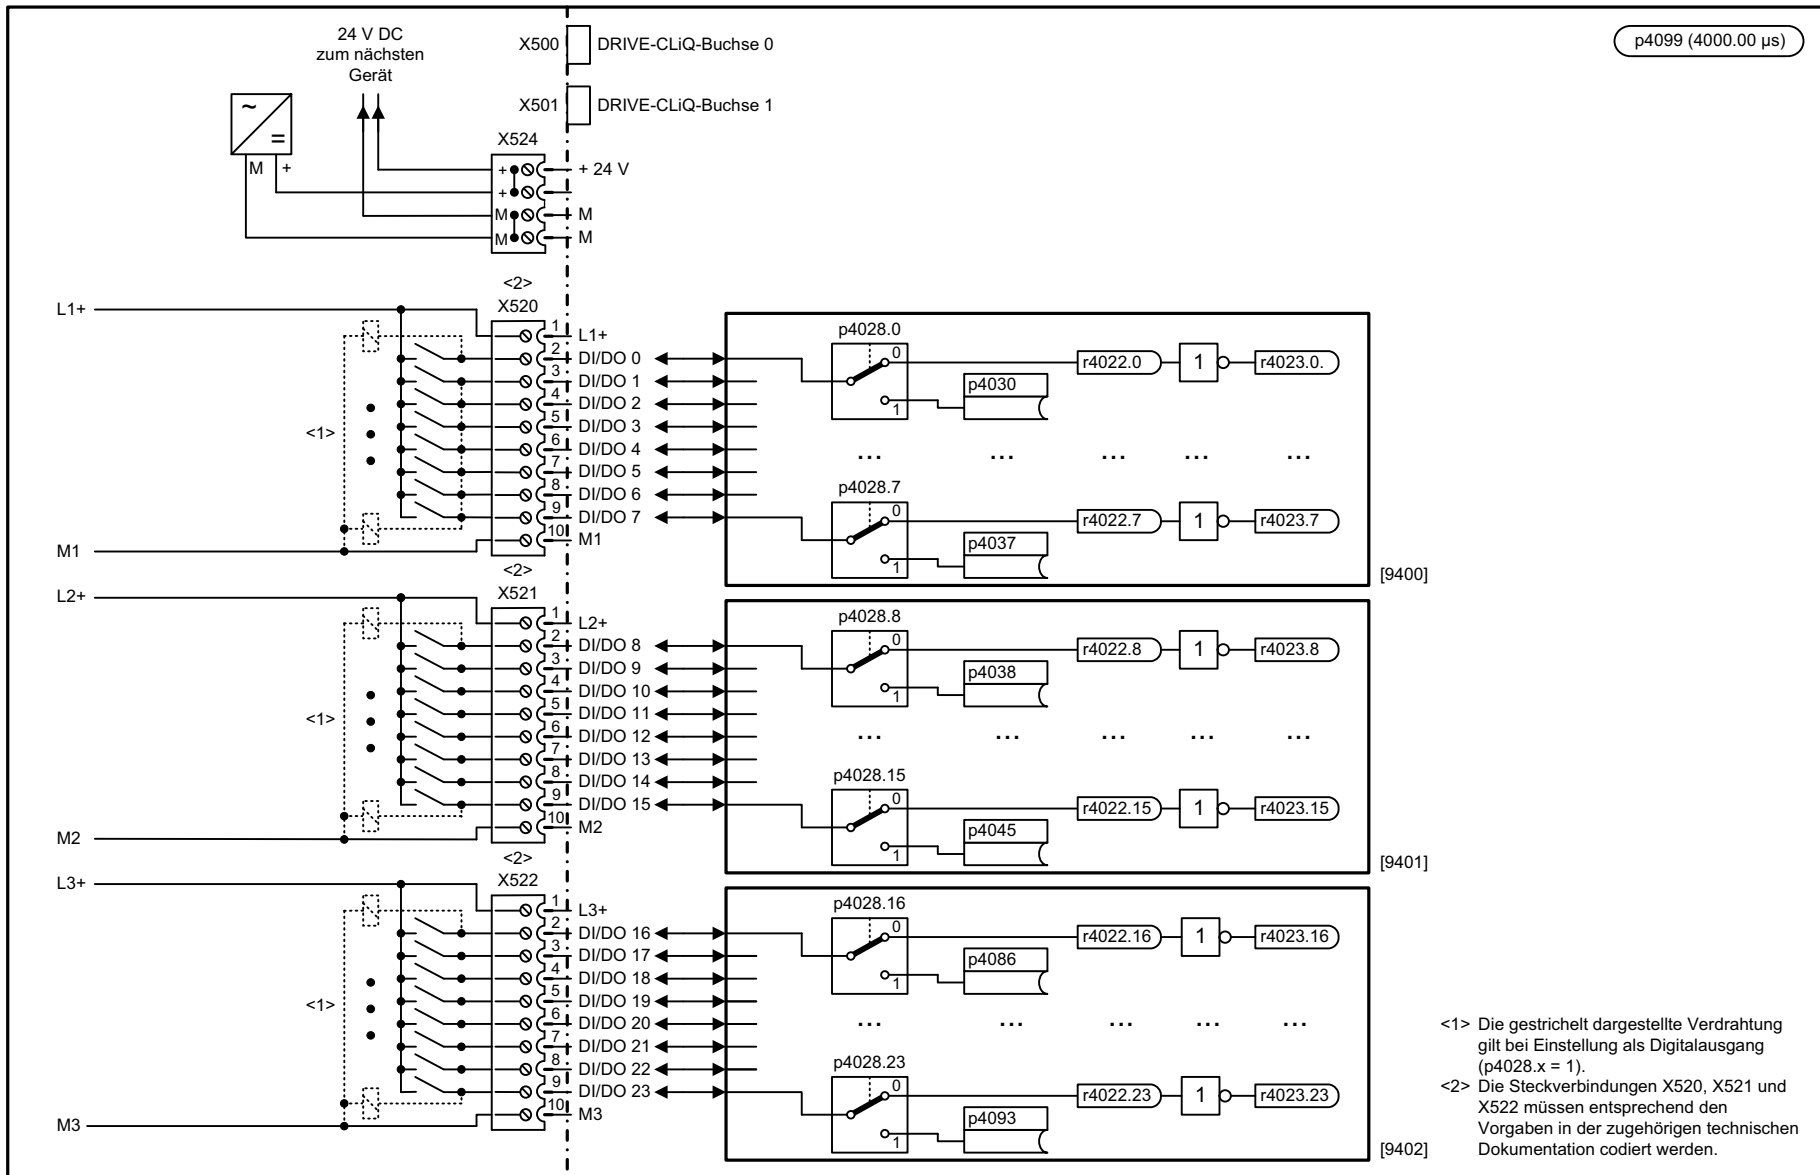 24 V DC
zum nächsten
Gerät
X500
DRIVE-CLiQ-Buchse 0
p4099 (4000.00 µs)
X501
DRIVE-CLiQ-Buchse 1
~
=
M
+
X524
+
+ 24 V
+
M
M
M
M
<2>
X520
L1+
1
L1+
2
DI/DO 0
3
DI/DO 1
4
DI/DO 2
5
DI/DO 3
6
DI/DO 4
7
DI/DO 5
8
DI/DO 6
9
DI/DO 7
10
M1
<1>
M1
p4028.0
0
1
r4022.0
1
r4023.0.
p4030
... ... ... ... ...
p4028.7
0
1
r4022.7
1
r4023.7
p4037
[9400]
<2>
X521
L2+
1
L2+
2
DI/DO 8
3
DI/DO 9
4
DI/DO 10
5
DI/DO 11
6
DI/DO 12
7
DI/DO 13
8
DI/DO 14
9
DI/DO 15
10
M2
<1>
M2
p4028.8
0
1
r4022.8
1
r4023.8
p4038
... ... ... ... ...
p4028.15
0
1
r4022.15
1
r4023.15
p4045
[9401]
<2>
X522
L3+
1
L3+
2
DI/DO 16
3
DI/DO 17
4
DI/DO 18
5
DI/DO 19
6
DI/DO 20
7
DI/DO 21
8
DI/DO 22
9
DI/DO 23
10
M3
<1>
M3
p4028.16
0
1
r4022.16
1
r4023.16
p4086
... ... ... ... ...
p4028.23
0
1
r4022.23
1
r4023.23
p4093
[9402]
<1> Die gestrichelt dargestellte Verdrahtung
gilt bei Einstellung als Digitalausgang
(p4028.x = 1).
<2> Die Steckverbindungen X520, X521 und
X522 müssen entsprechend den
Vorgaben in der zugehörigen technischen
Dokumentation codiert werden.